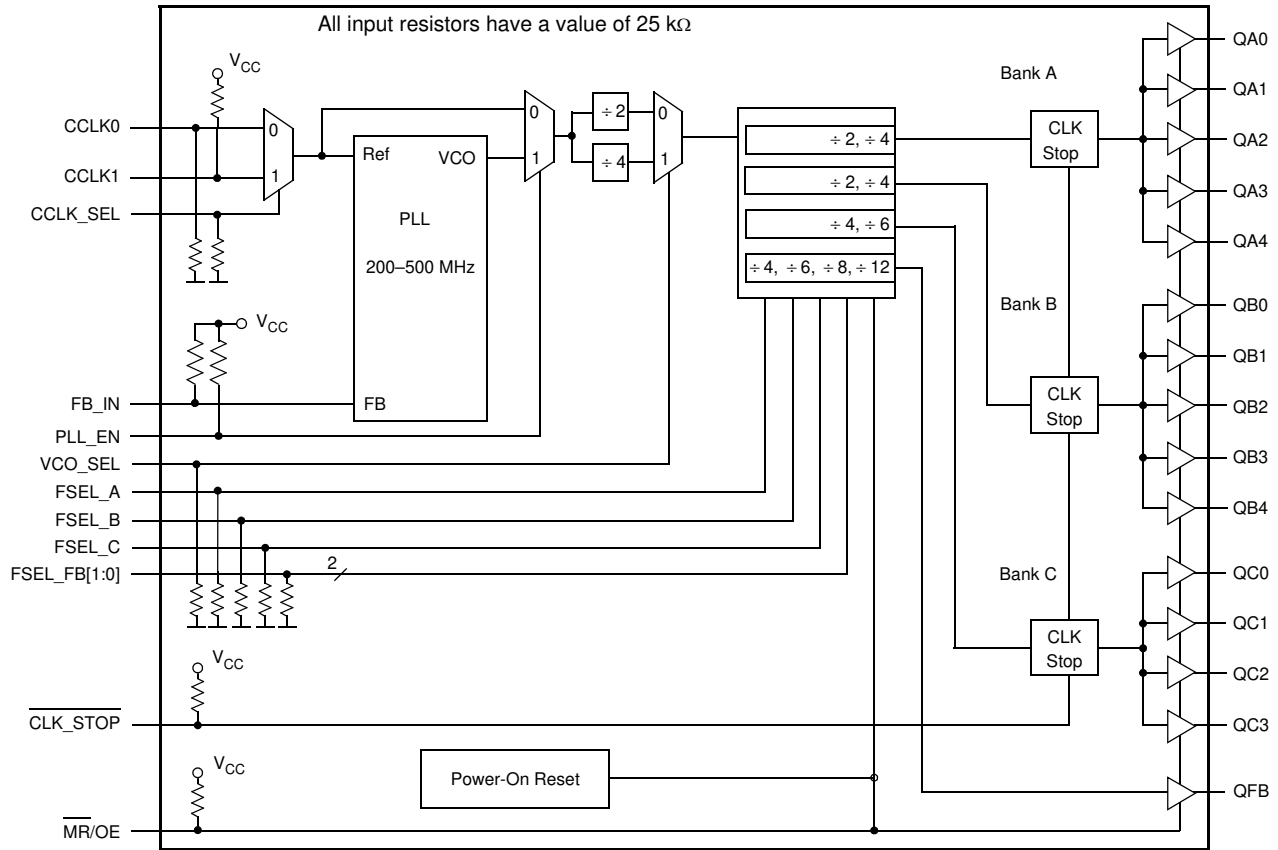 All input resistors have a value of 25 kΩ
VCC
CCLK0
CCLK1
CCLK_SEL
0
1
Ref
VCO
PLL
200–500 MHz
FB
0
1
÷ 2
÷ 4
0
1
÷ 2, ÷ 4
÷ 2, ÷ 4
÷ 4, ÷ 6
÷ 4, ÷ 6, ÷ 8, ÷ 12
Bank A
CLK
Stop
QA0
QA1
QA2
QA3
QA4
VCC
FB_IN
PLL_EN
VCO_SEL
FSEL_A
FSEL_B
FSEL_C
FSEL_FB[1:0]
2
Bank B
CLK
Stop
QB0
QB1
QB2
QB3
QB4
Bank C
CLK
Stop
QC0
QC1
QC2
QC3
VCC
CLK_STOP
VCC
Power-On Reset
MR/OE
QFB